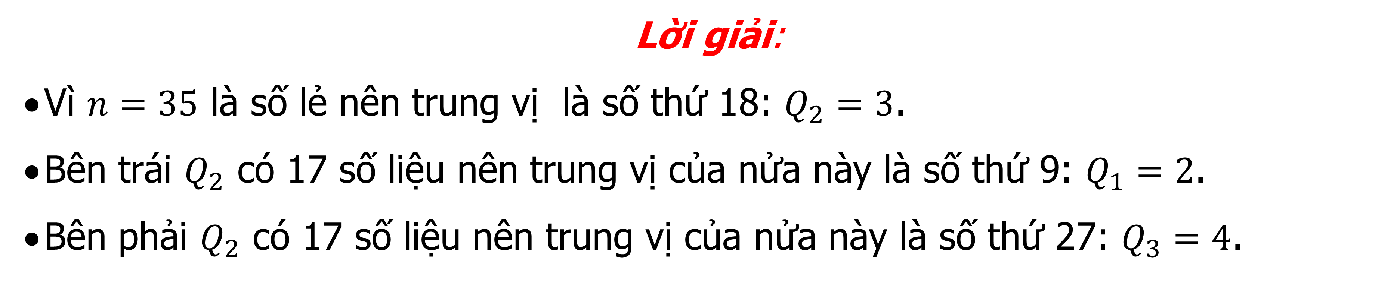 Lời giải:
•Vì n = 35 là số lẻ nên trung vị là số thứ 18: Q₂ = 3.
•Bên trái Q₂ có 17 số liệu nên trung vị của nửa này là số thứ 9: Q₁ = 2.
•Bên phải Q₂ có 17 số liệu nên trung vị của nửa này là số thứ 27: Q₃ = 4.